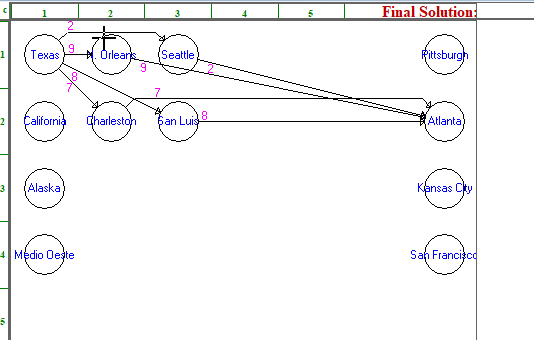 c 1 2 3 4 5 Final Solution:
2
1 Texas 9 N. Orleans Seattle Pittsburgh
9 2
8
7 7
8
2 California Charleston San Luis Atlanta
3 Alaska Kansas City
4 Medio Oeste San Francisco
5